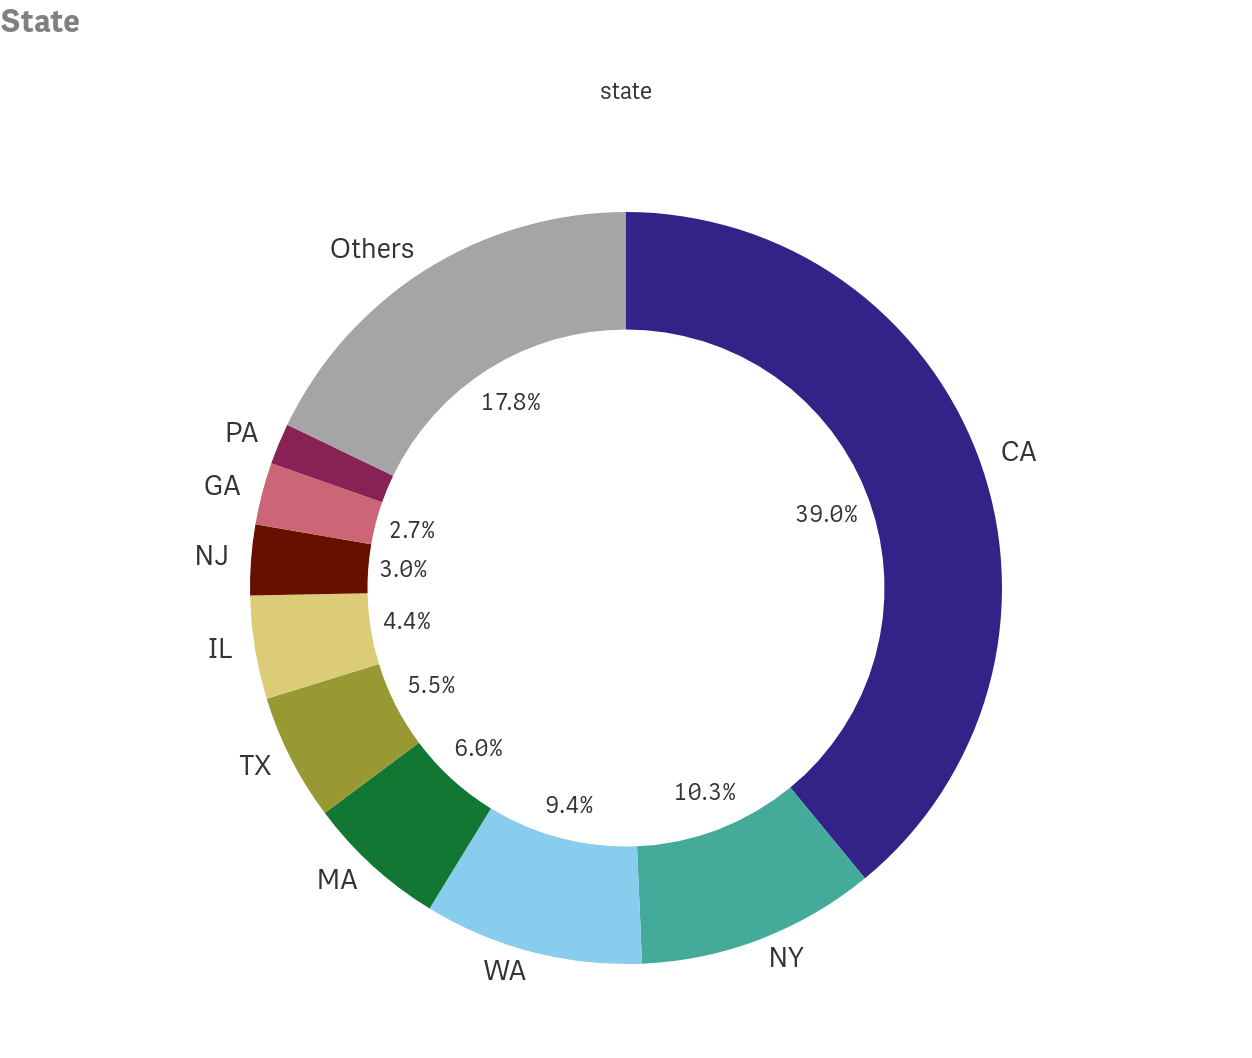 State
state
Others
17.8%
PA
GA
2.7%
NJ
3.0%
IL
4.4%
TX
5.5%
MA
6.0%
WA
9.4%
NY
10.3%
CA
39.0%